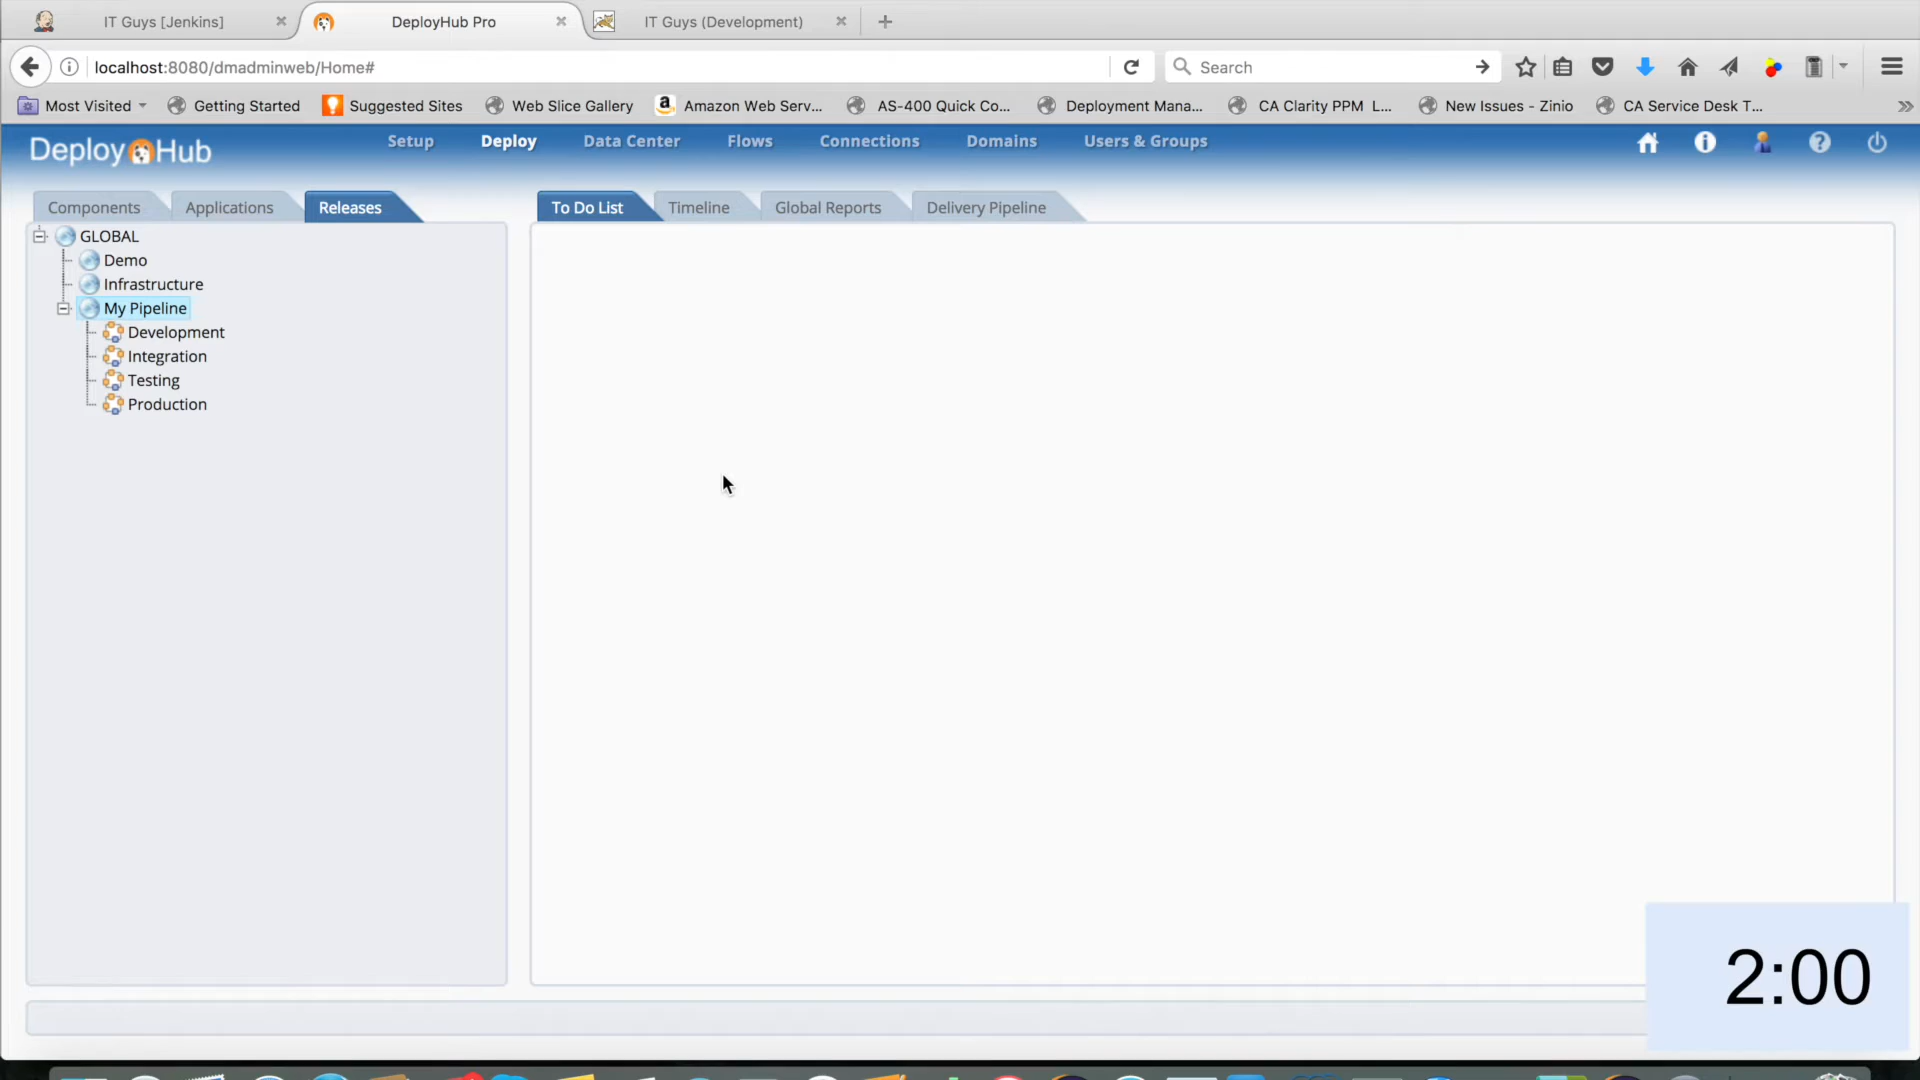 IT Guys [Jenkins]
DeployHub Pro
IT Guys (Development)
localhost:8080/dmadminweb/Home#
Search
Most Visited
Getting Started
Suggested Sites
Web Slice Gallery
Amazon Web Serv...
AS-400 Quick Co...
Deployment Mana...
CA Clarity PPM L...
New Issues - Zinio
CA Service Desk T...
DeployHub
Setup
Deploy
Data Center
Flows
Connections
Domains
Users & Groups
Components
Applications
Releases
To Do List
Timeline
Global Reports
Delivery Pipeline
GLOBAL
Demo
Infrastructure
My Pipeline
Development
Integration
Testing
Production
2:00